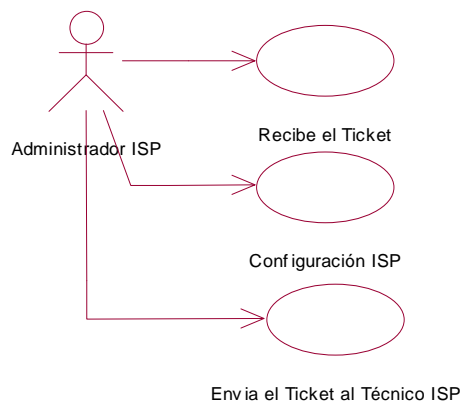 Administrador ISP
Recibe el Ticket
Configuración ISP
Envia el Ticket al Técnico ISP